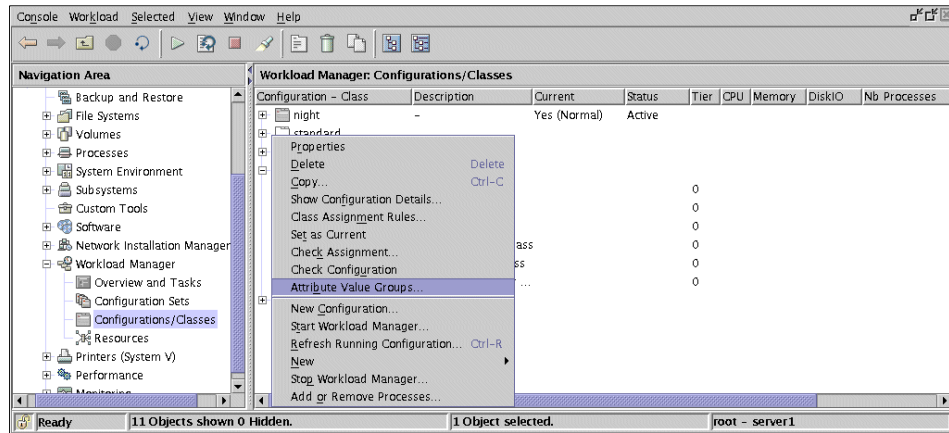 Console Workload Selected View Window Help
Navigation Area
Workload Manager: Configurations/Classes
Backup and Restore
File Systems
Volumes
Processes
System Environment
Subsystems
Custom Tools
Software
Network Installation Manager
Workload Manager
Overview and Tasks
Configuration Sets
Configurations/Classes
Resources
Printers (System V)
Performance
Monitoring
Configuration - Class Description Current Status Tier CPU Memory DiskIO Nb Processes
night - Yes (Normal) Active
standard
0
0
0
ass 0
ss 0
... 0
Properties
Delete Delete
Copy... Ctrl-C
Show Configuration Details...
Class Assignment Rules...
Set as Current
Check Assignment...
Check Configuration
Attribute Value Groups...
New Configuration...
Start Workload Manager...
Refresh Running Configuration... Ctrl-R
New
Stop Workload Manager...
Add or Remove Processes...
Ready 11 Objects shown 0 Hidden. 1 Object selected. root - server1